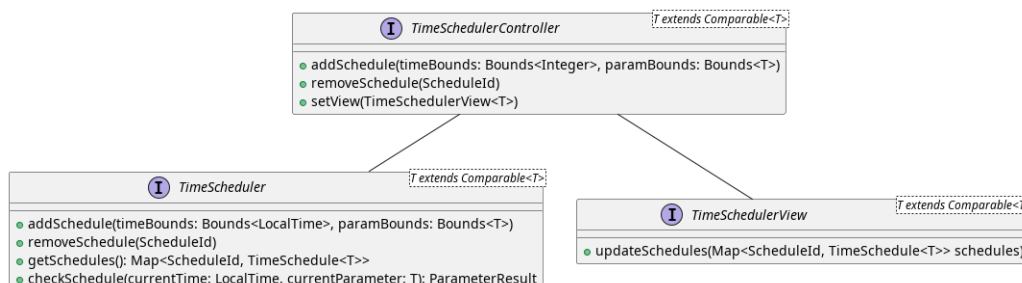 T extends Comparable<T>
I TimeSchedulerController
addSchedule(timeBounds: Bounds<Integer>, paramBounds: Bounds<T>)
removeSchedule(ScheduleId)
setView(TimeSchedulerView<T>)
T extends Comparable<T>
I TimeScheduler
addSchedule(timeBounds: Bounds<LocalTime>, paramBounds: Bounds<T>)
removeSchedule(ScheduleId)
getSchedules(): Map<ScheduleId, TimeSchedule<T>>
checkSchedule(currentTime: LocalTime, currentParameter: T): ParameterResult
T extends Comparable<T
I TimeSchedulerView
updateSchedules(Map<ScheduleId, TimeSchedule<T>> schedules)